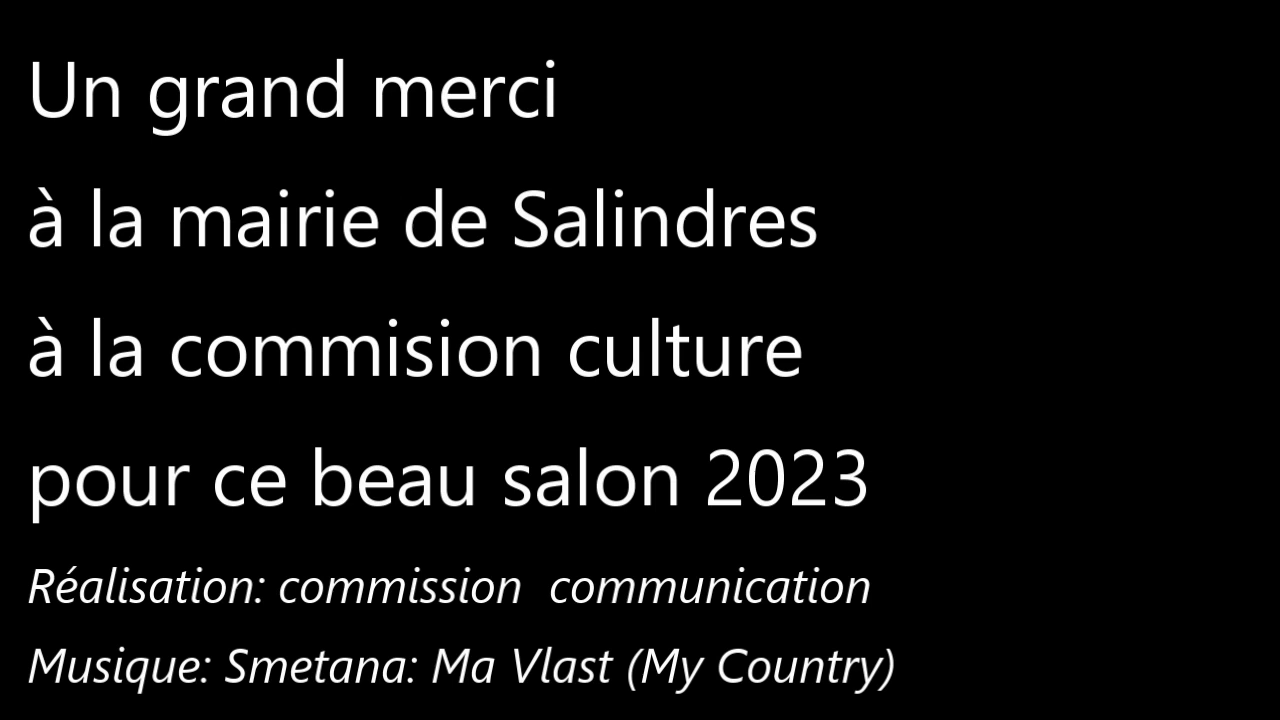 Un grand merci
à la mairie de Salindres
à la commision culture
pour ce beau salon 2023
Réalisation: commission  communication
Musique: Smetana: Ma Vlast (My Country)